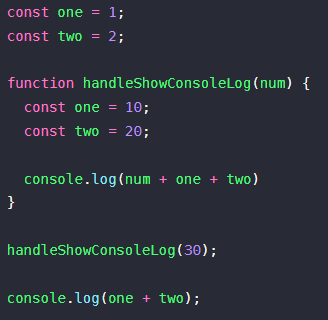 const one = 1;
const two = 2;

function handleShowConsoleLog(num) {
  const one = 10;
  const two = 20;

  console.log(num + one + two)
}

handleShowConsoleLog(30);

console.log(one + two);